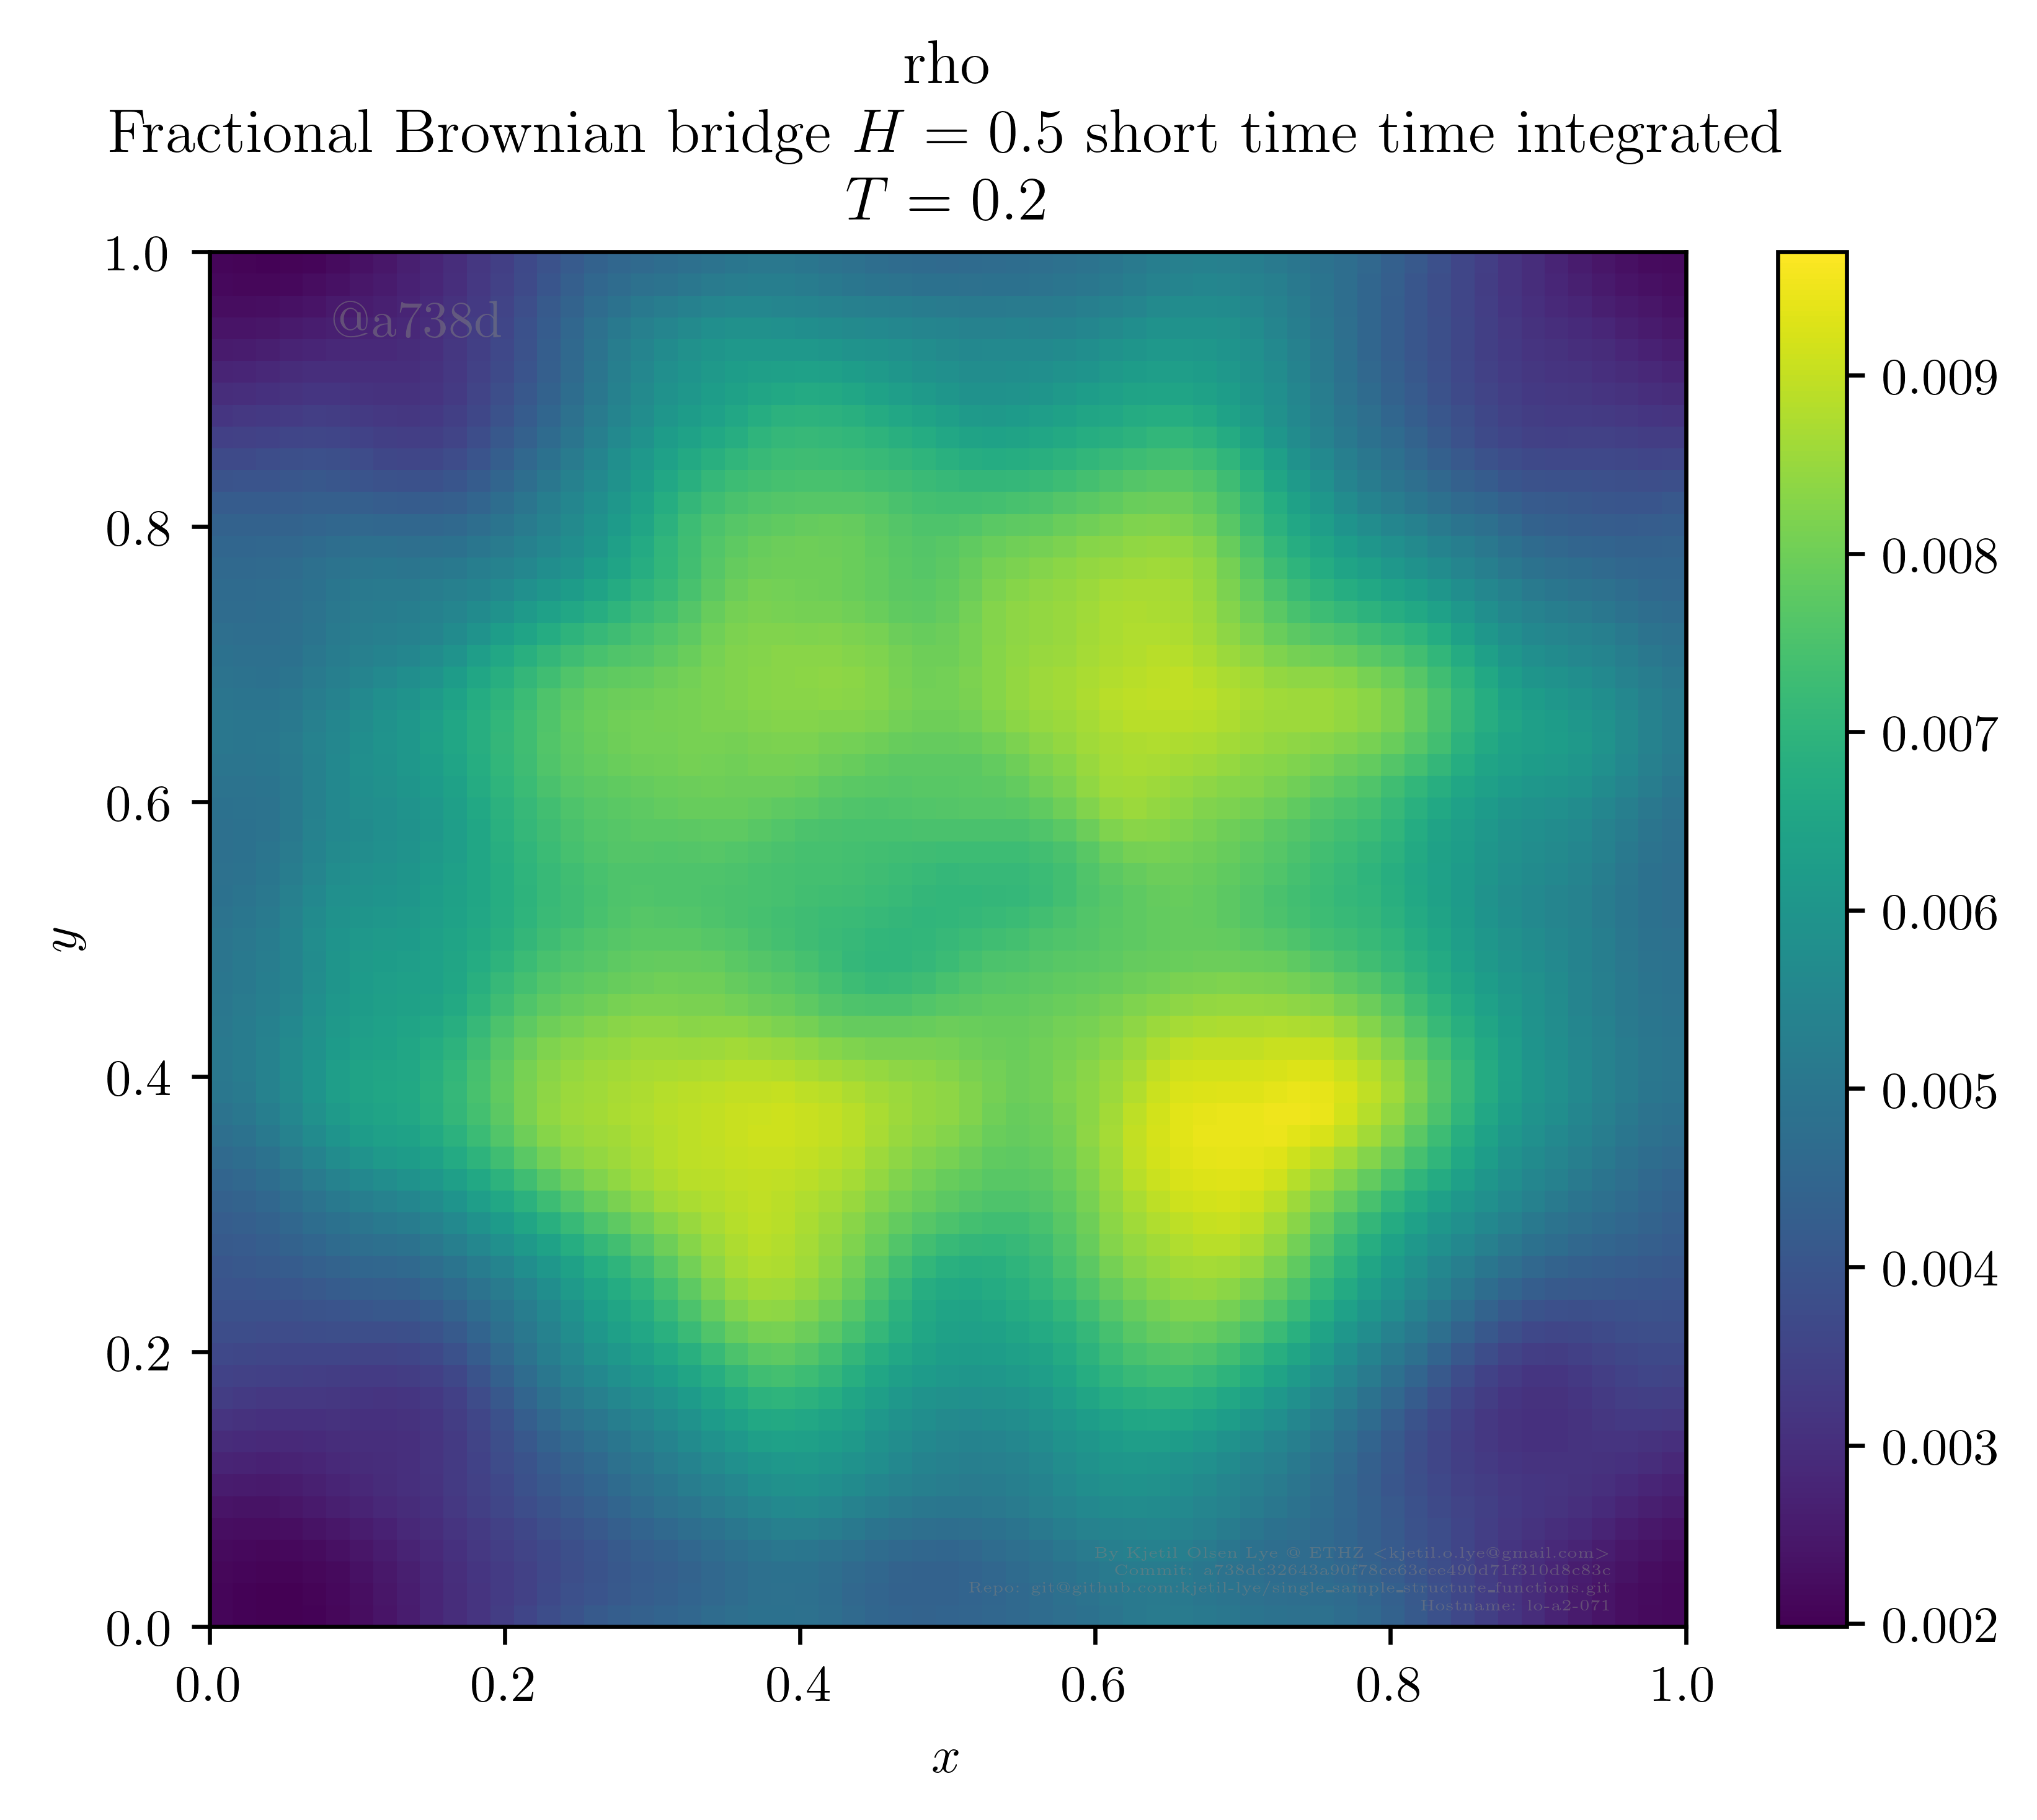 rho
Fractional Brownian bridge H = 0.5 short time time integrated
T = 0.2
1.0
0.8
0.6
0.4
0.2
0.0
y
0.0 0.2 0.4 0.6 0.8 1.0
x
0.009
0.008
0.007
0.006
0.005
0.004
0.003
0.002
@a738d
By Kjetil Olsen Lye @ ETHZ <kjetil.o.lye@gmail.com>
Commit: a738dc32643a90f78ce63eee490d71f310d8c83c
Repo: git@github.com:kjetil-lye/single_sample_structure_functions.git
Hostname: lo-a2-071